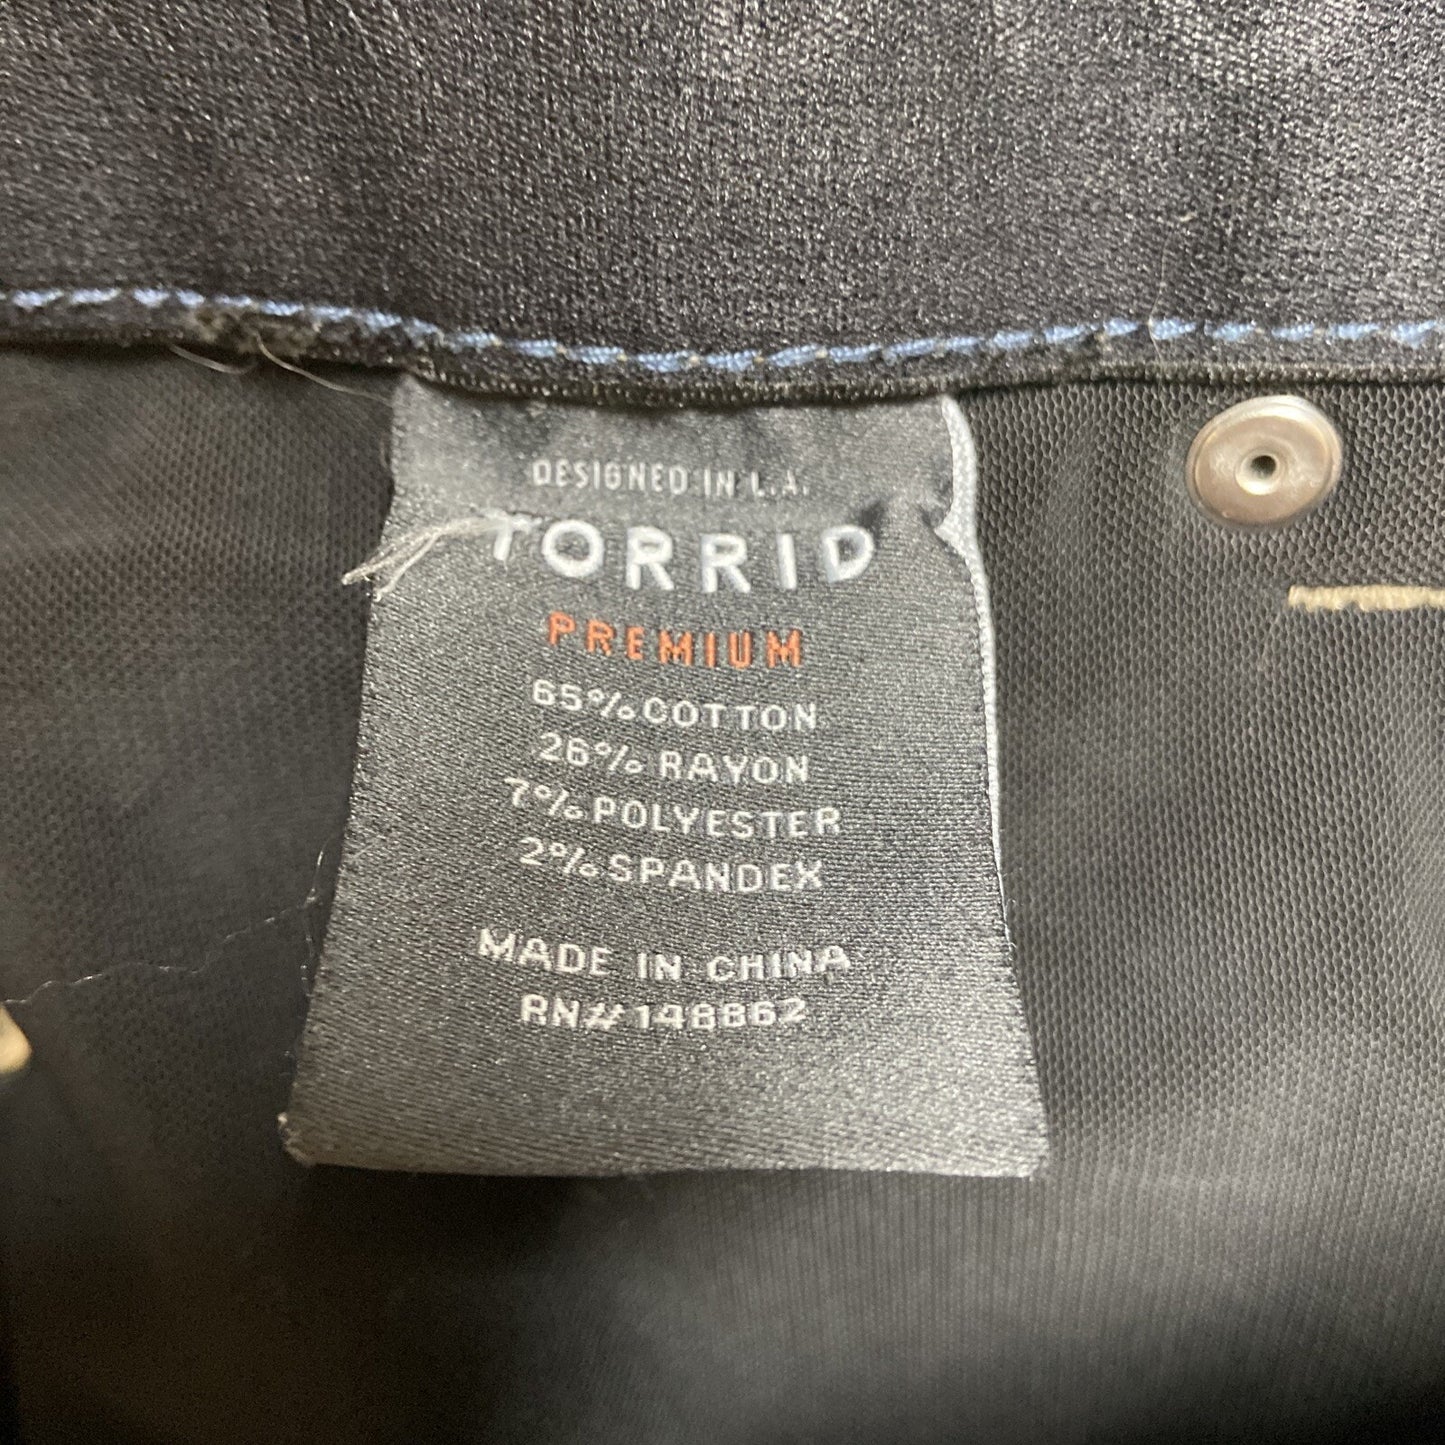 DESIGNED IN L.A.
TORRID
PREMIUM
65% COTTON
26% RAYON
7% POLYESTER
2% SPANDEX
MADE IN CHINA
RN# 148862